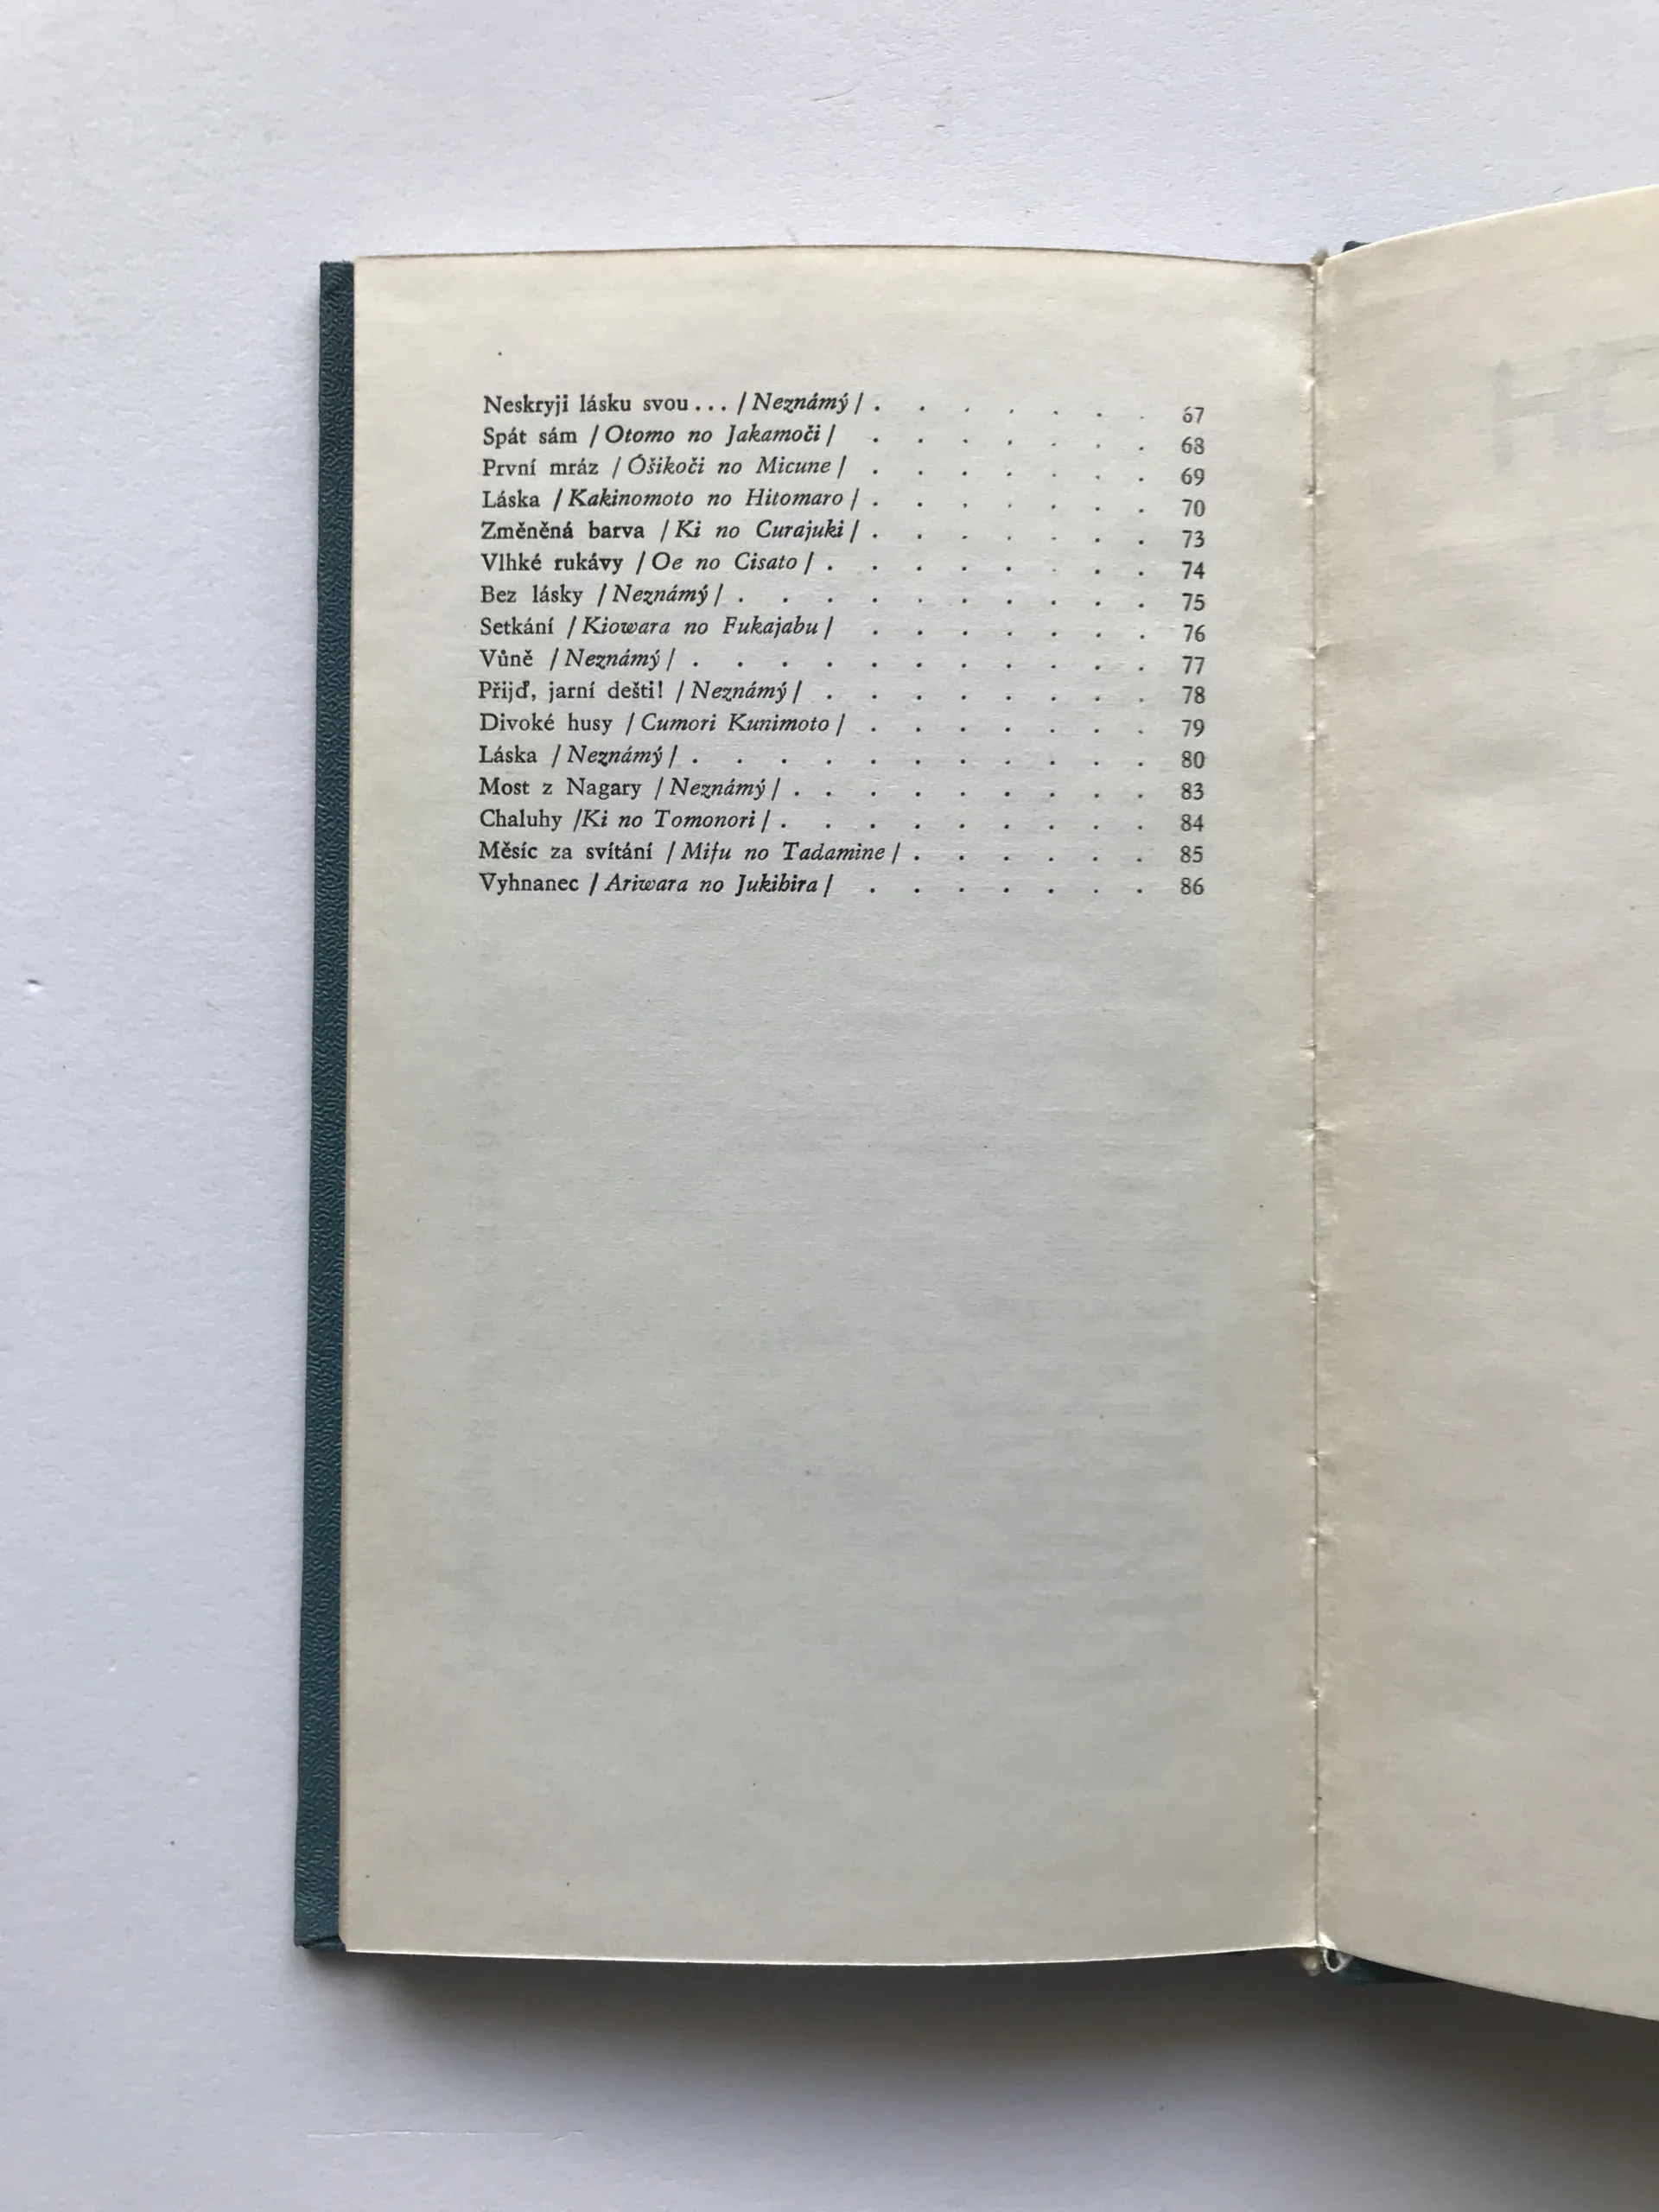 Neskryji lásku svou... /Neznámý/ . . . . . . . 67
Spát sám /Otomo no Jakamoči/ . . . . . . . 68
První mráz /Óšikoči no Micune/ . . . . . . . 69
Láska /Kakinomoto no Hitomaro/ . . . . . . . 70
Změněná barva /Ki no Curajuki/ . . . . . . . 73
Vlhké rukávy /Oe no Cisato/ . . . . . . . . 74
Bez lásky /Neznámý/ . . . . . . . . . . 75
Setkání /Kiowara no Fukajabu/ . . . . . . . 76
Vůně /Neznámý/ . . . . . . . . . . . 77
Přijď, jarní dešti! /Neznámý/ . . . . . . . . 78
Divoké husy /Cumori Kunimoto/ . . . . . . . 79
Láska /Neznámý/ . . . . . . . . . . . 80
Most z Nagary /Neznámý/ . . . . . . . . . 83
Chaluhy /Ki no Tomonori/ . . . . . . . . . 84
Měsíc za svítání /Mifu no Tadamine/ . . . . . . 85
Vyhnanec /Ariwara no Jukihira/ . . . . . . . 86